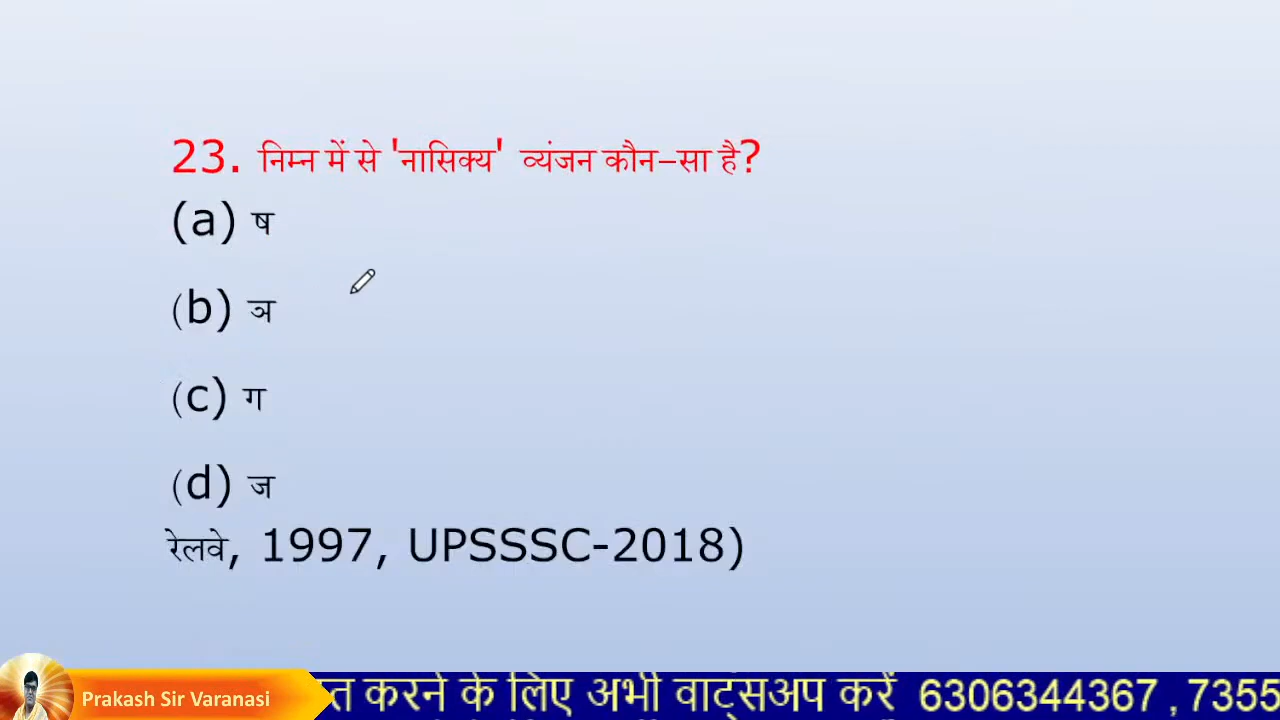 23. निम्न में से 'नासिक्य' व्यंजन कौन-सा है?
(a) ष
(b) ञ
(c) ग
(d) ज
रेलवे, 1997, UPSSSC-2018)
Prakash Sir Varanasi
त करने के लिए अभी वाट्सअप करें 6306344367 ,7355